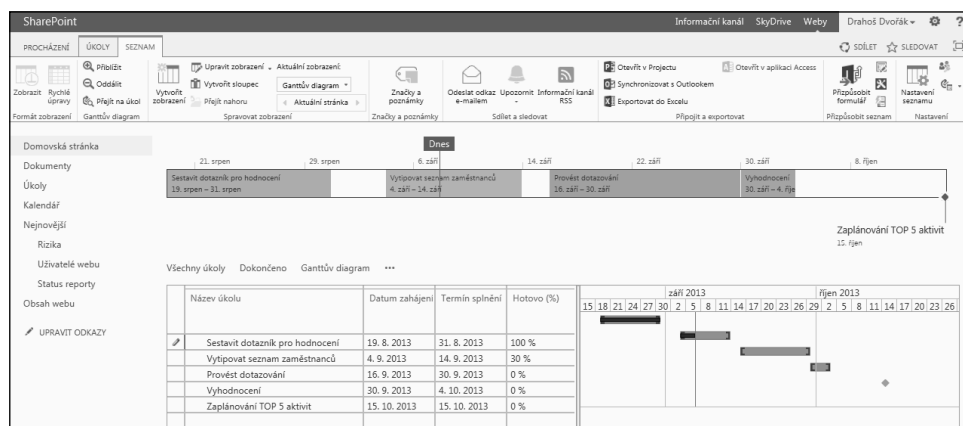 SharePoint Informační kanál SkyDrive Weby Drahoš Dvořák ?
PROCHÁZENÍ ÚKOLY SEZNAM SDÍLET SLEDOVAT
Zobrazit Rychlé úpravy
Formát zobrazení
Přiblížit
Oddálit
Přejít na úkol
Ganttův diagram
Vytvořit zobrazení
Upravit zobrazení
Vytvořit sloupec
Přejít nahoru
Aktuální zobrazení:
Ganttův diagram
Aktuální stránka
Spravovat zobrazení
Značky a poznámky
Značky a poznámky
Odeslat odkaz e-mailem
Upozornit
Informační kanál RSS
Sdílet a sledovat
Otevřít v Projectu
Synchronizovat s Outlookem
Exportovat do Excelu
Otevřít v aplikaci Access
Připojit a exportovat
Přizpůsobit formulář
Přizpůsobit seznam
Nastavení seznamu
Nastavení
Domovská stránka
Dokumenty
Úkoly
Kalendář
Nejnovější
Rizika
Uživatelé webu
Status reporty
Obsah webu
UPRAVIT ODKAZY
Dnes
21. srpen 29. srpen 6. září 14. září 22. září 30. září 8. říjen
Sestavit dotazník pro hodnocení
19. srpen – 31. srpen
Vytipovat seznam zaměstnanců
4. září – 14. září
Provést dotazování
16. září – 30. září
Vyhodnocení
30. září – 4. říje
Zaplánování TOP 5 aktivit
15. říjen
Všechny úkoly Dokončeno Ganttův diagram •••
Název úkolu Datum zahájení Termín splnění Hotovo (%)
září 2013 říjen 2013
15 18 21 24 27 30 2 5 8 11 14 17 20 23 26 29 2 5 8 11 14 17 20 23 26
Sestavit dotazník pro hodnocení 19. 8. 2013 31. 8. 2013 100 %
Vytipovat seznam zaměstnanců 4. 9. 2013 14. 9. 2013 30 %
Provést dotazování 16. 9. 2013 30. 9. 2013 0 %
Vyhodnocení 30. 9. 2013 4. 10. 2013 0 %
Zaplánování TOP 5 aktivit 15. 10. 2013 15. 10. 2013 0 %